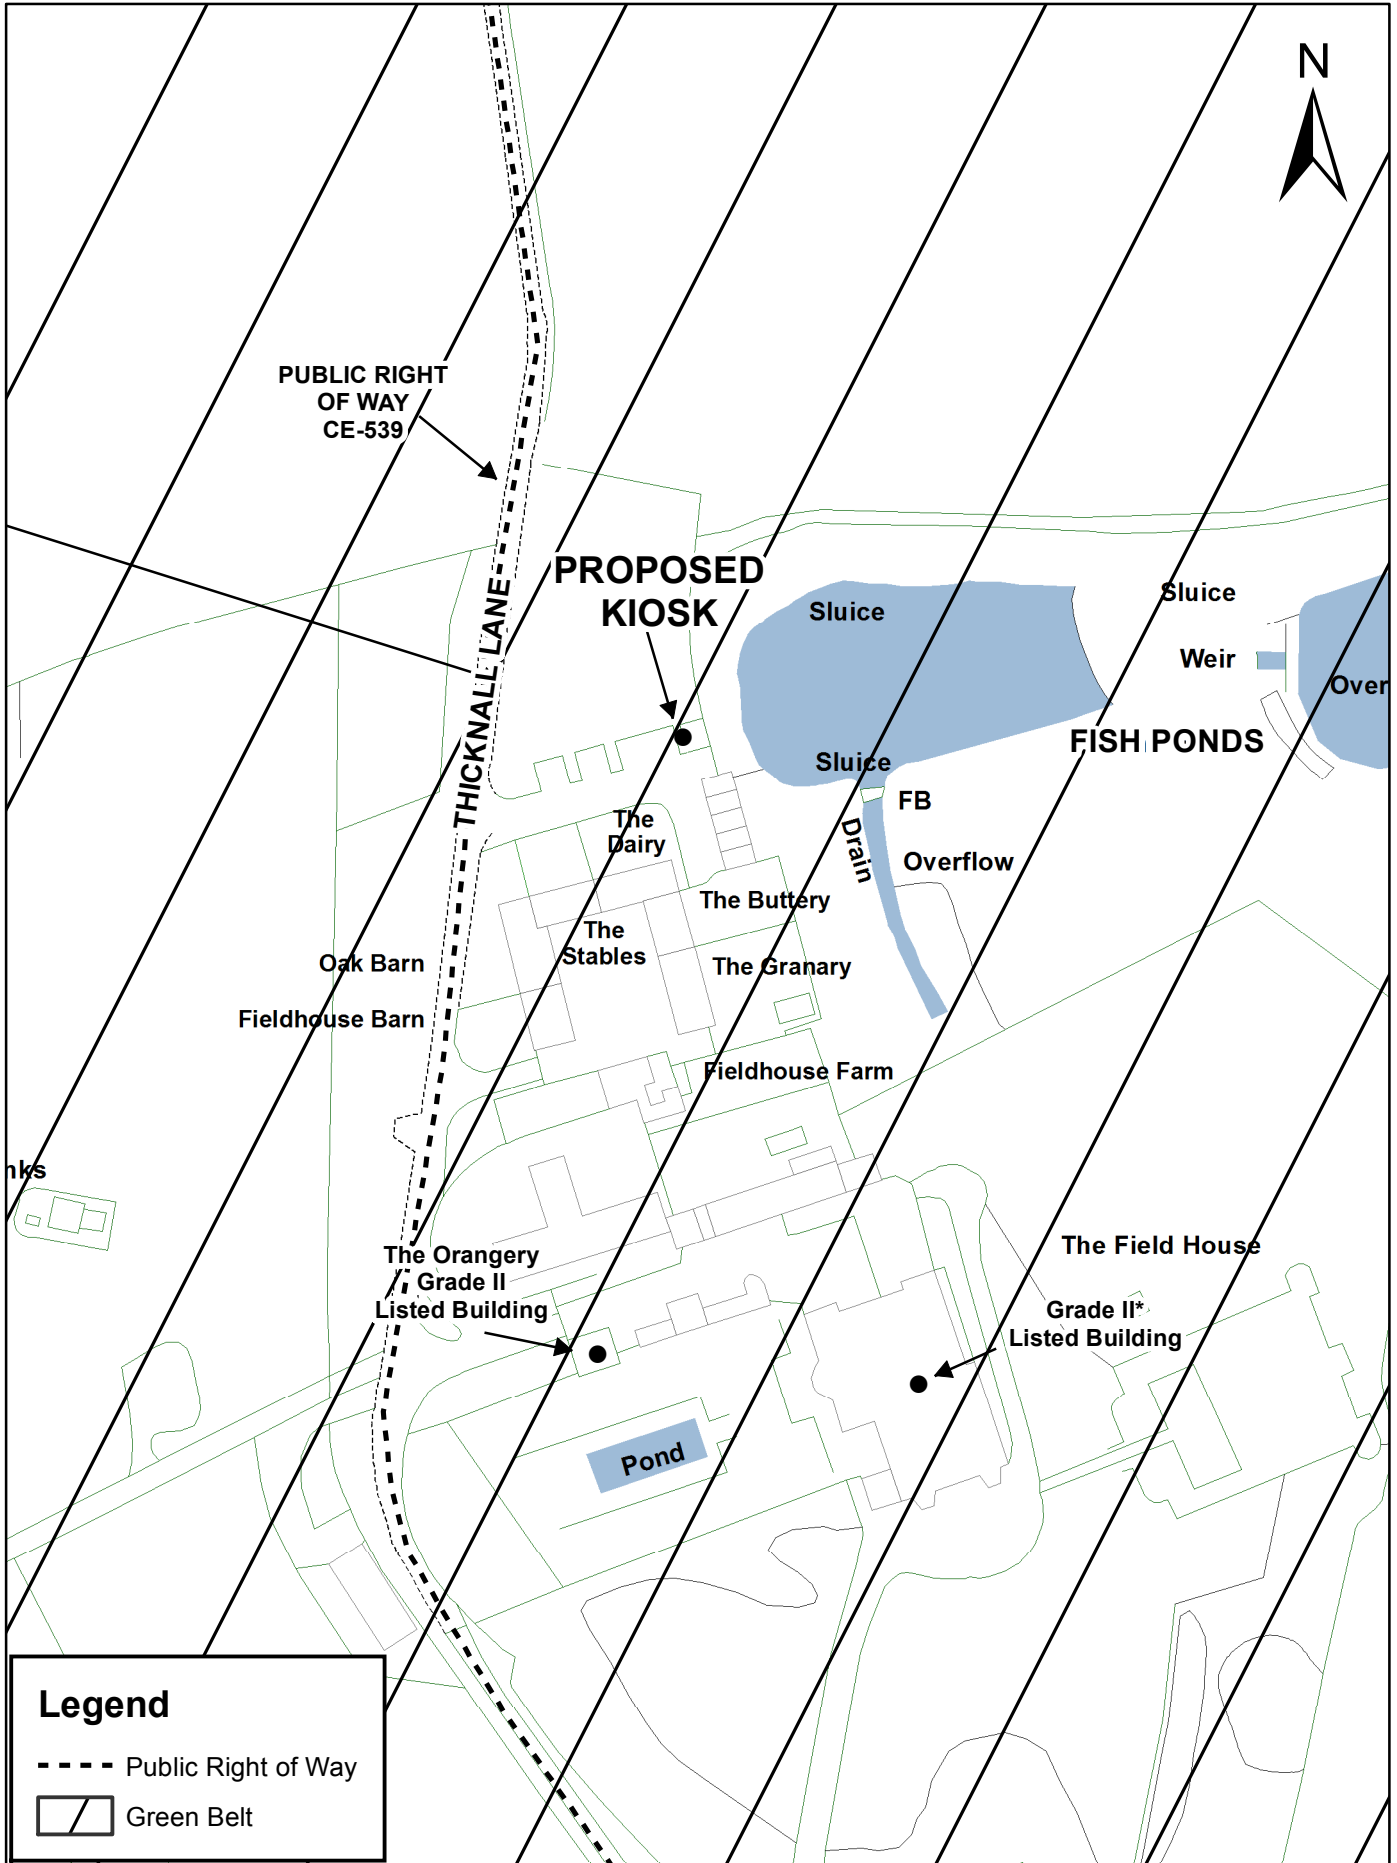 N
PUBLIC RIGHT
OF WAY
CE-539
PROPOSED
KIOSK
THICKNALL LANE
Sluice
Sluice
Weir
Over
FISH PONDS
Sluice
FB
Drain
Overflow
The
Dairy
The Buttery
The
Stables
The Granary
Oak Barn
Fieldhouse Barn
Fieldhouse Farm
nks
The Orangery
Grade II
Listed Building
The Field House
Grade II*
Listed Building
Pond
Legend
Public Right of Way
Green Belt